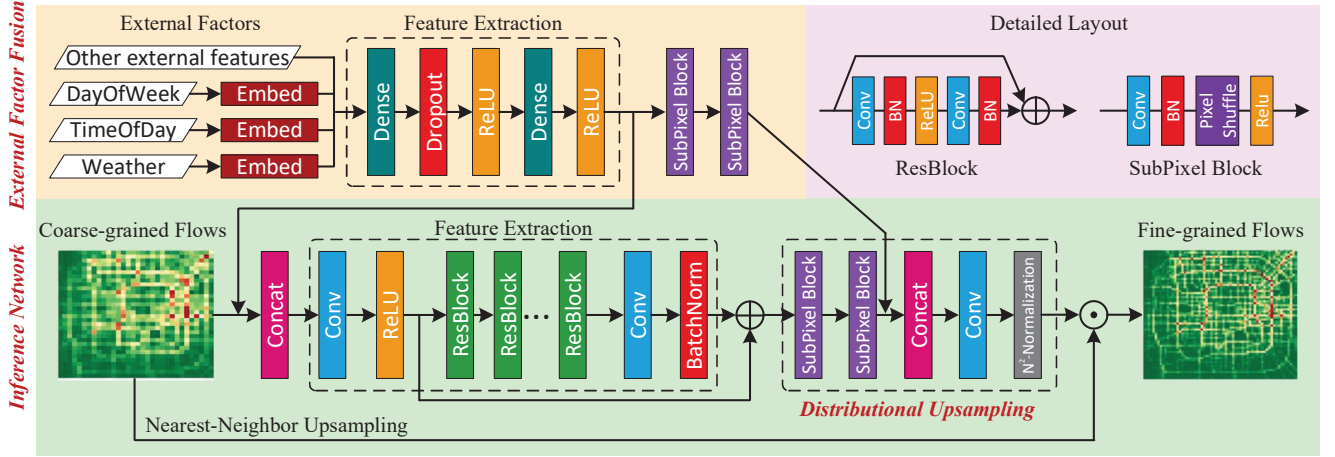 External Factor Fusion
External Factors
Other external features
DayOfWeek
Embed
TimeOfDay
Embed
Weather
Embed
Feature Extraction
Dense
Dropout
ReLU
Dense
ReLU
SubPixel Block
SubPixel Block
Detailed Layout
Conv
BN
ReLU
Conv
BN
ResBlock
Conv
BN
Pixel
Shuffle
Relu
SubPixel Block
Inference Network
Coarse-grained Flows
Concat
Feature Extraction
Conv
ReLU
ResBlock
ResBlock
...
ResBlock
Conv
BatchNorm
SubPixel Block
SubPixel Block
Concat
Conv
N²-Normalization
Distributional Upsampling
Fine-grained Flows
Nearest-Neighbor Upsampling